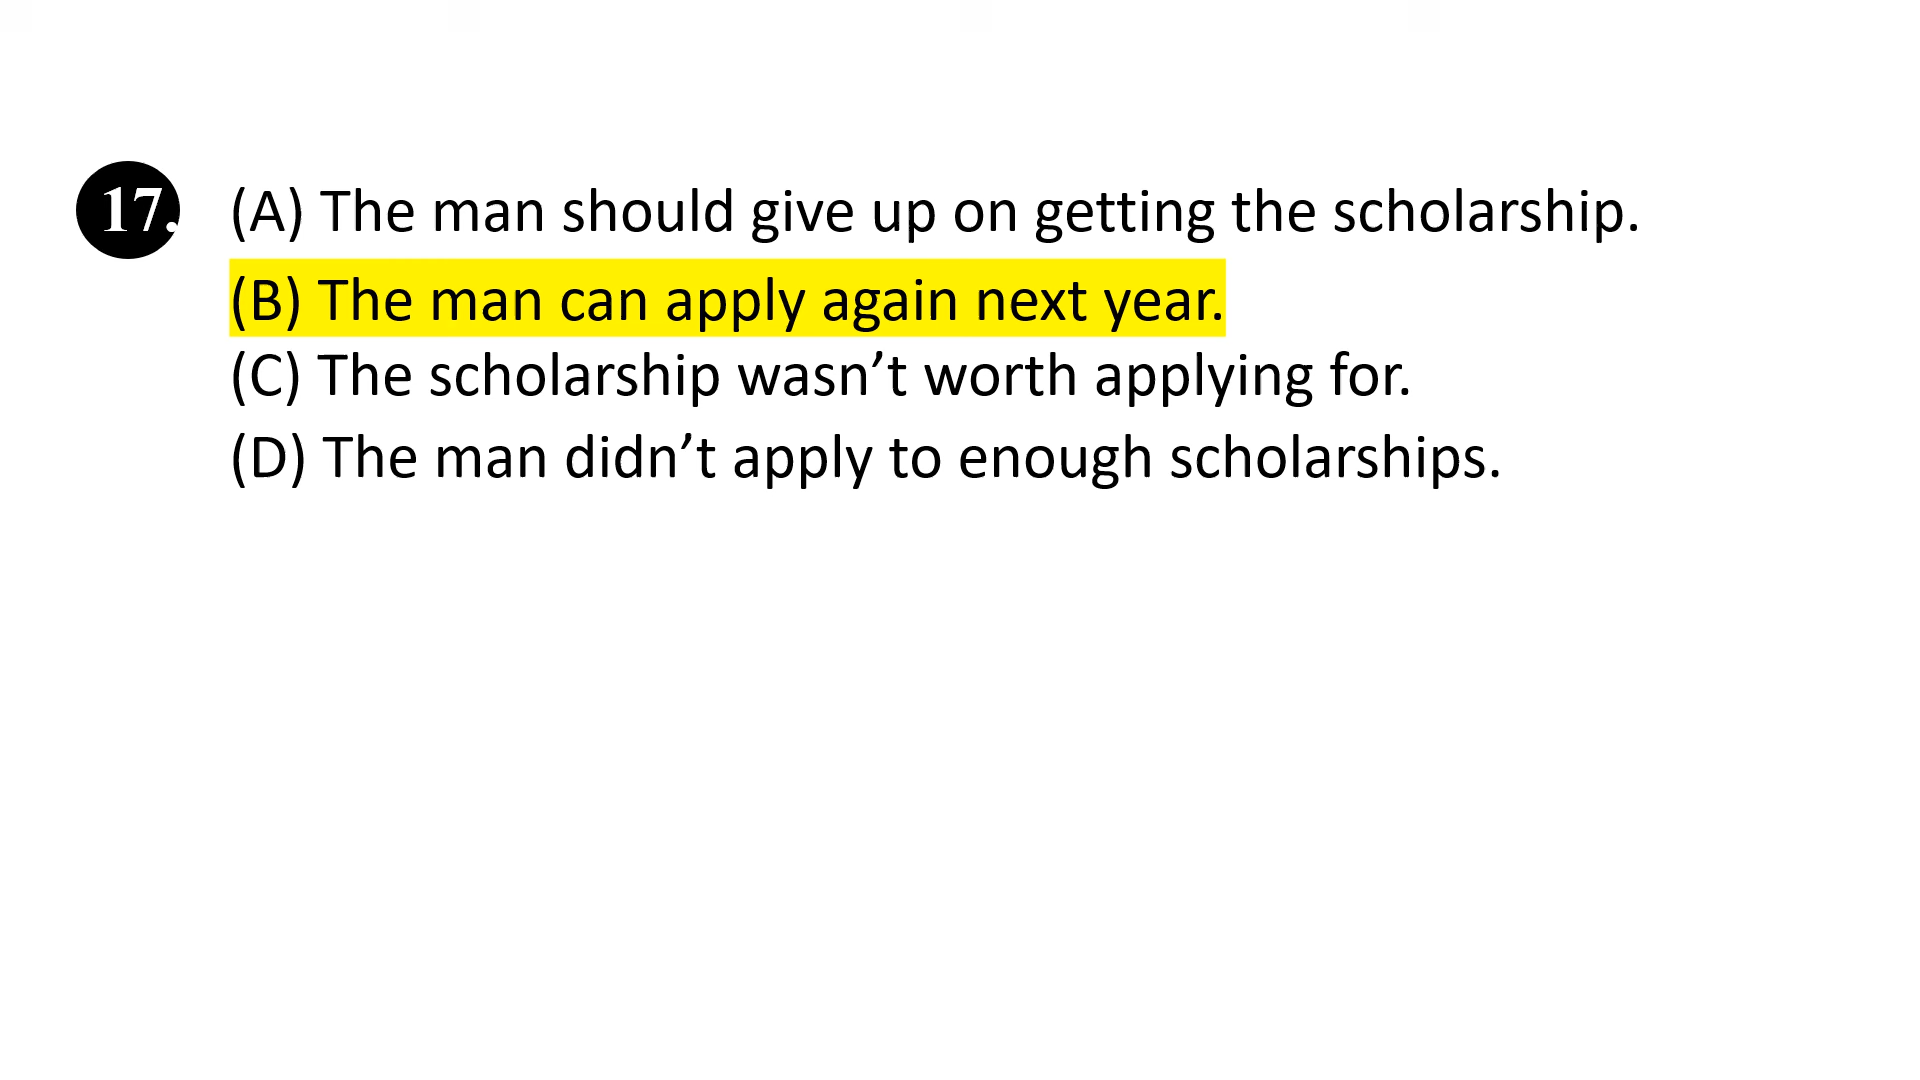 17. (A) The man should give up on getting the scholarship.
(B) The man can apply again next year.
(C) The scholarship wasn’t worth applying for.
(D) The man didn’t apply to enough scholarships.